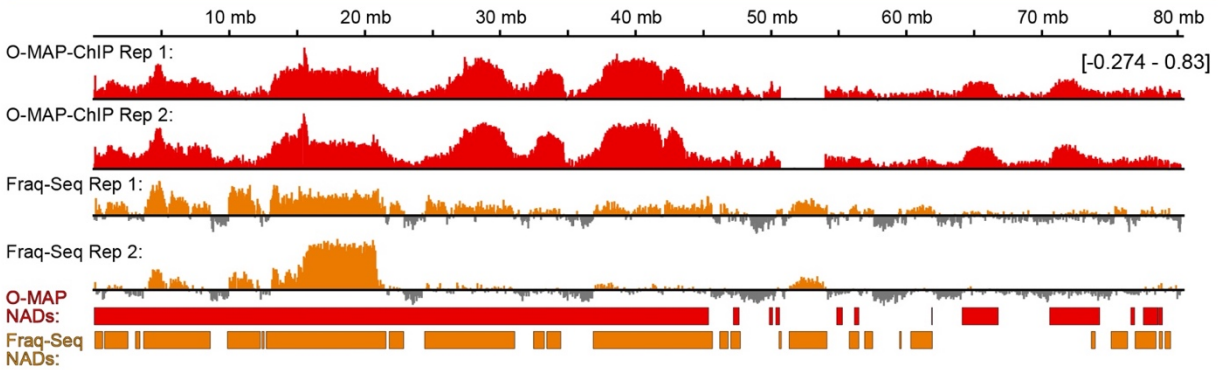 10 mb 20 mb 30 mb 40 mb 50 mb 60 mb 70 mb 80 mb
O-MAP-ChIP Rep 1:
[-0.274 - 0.83]
O-MAP-ChIP Rep 2:
Fraq-Seq Rep 1:
Fraq-Seq Rep 2:
O-MAP
NADs:
Fraq-Seq
NADs: